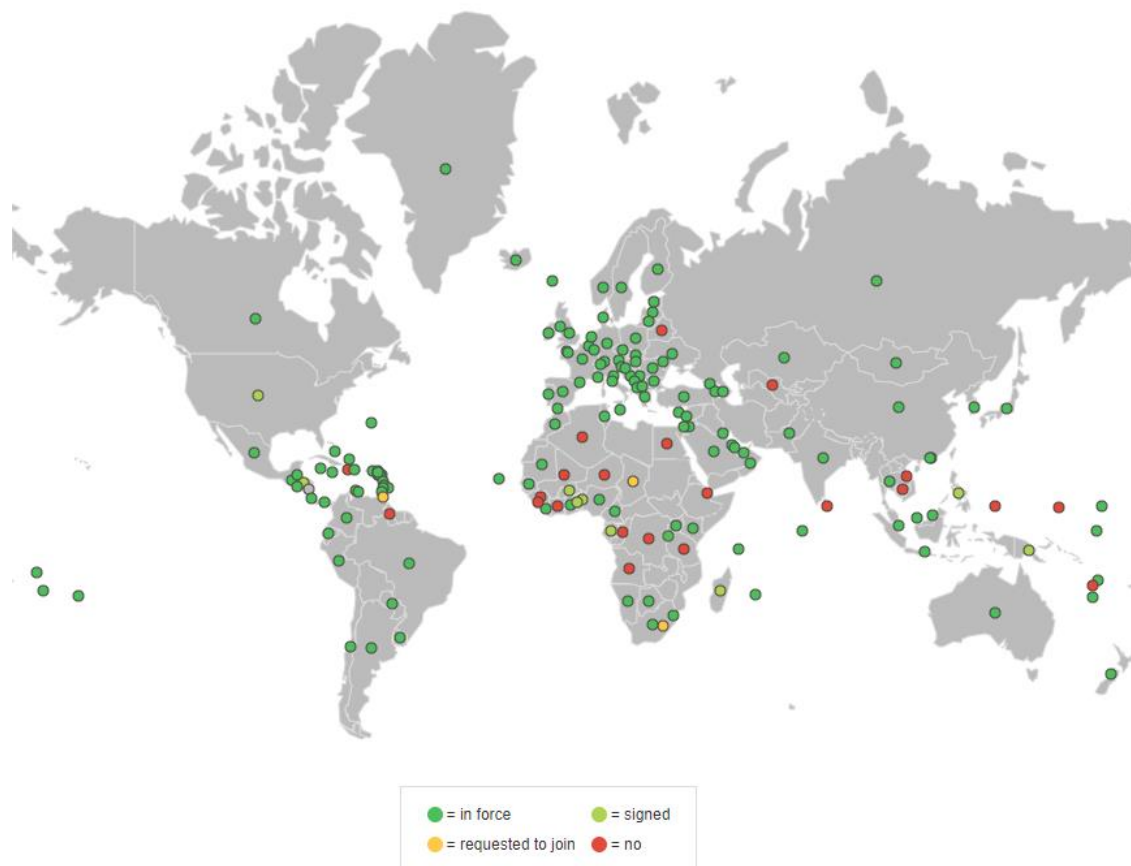 = in force
= signed
= requested to join
= no